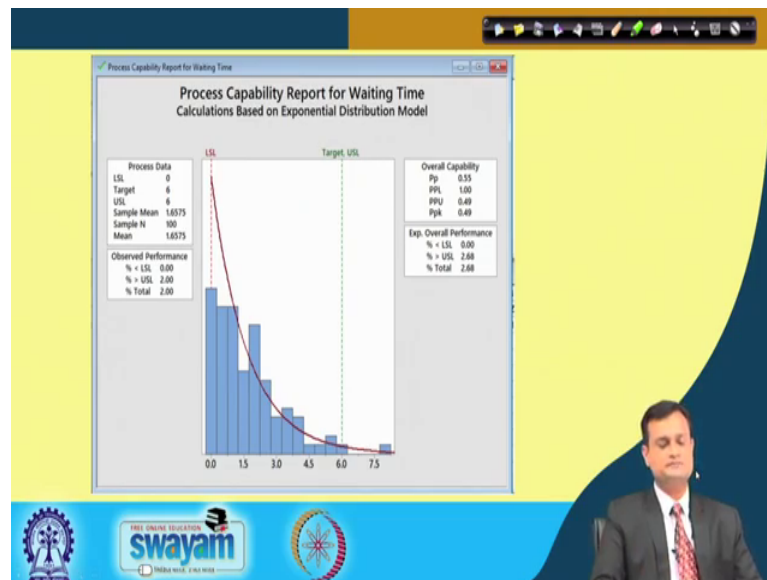 Process Capability Report for Waiting Time
Process Capability Report for Waiting Time
Calculations Based on Exponential Distribution Model
LSL
Target, USL
Process Data
LSL 0
Target 6
USL 6
Sample Mean 1.6575
Sample N 100
Mean 1.6575
Observed Performance
% < LSL 0.00
% > USL 2.00
% Total 2.00
Overall Capability
Pp 0.55
PPL 1.00
PPU 0.49
Ppk 0.49
Exp. Overall Performance
% < LSL 0.00
% > USL 2.68
% Total 2.68
0.0 1.5 3.0 4.5 6.0 7.5
FREE ONLINE EDUCATION
swayam